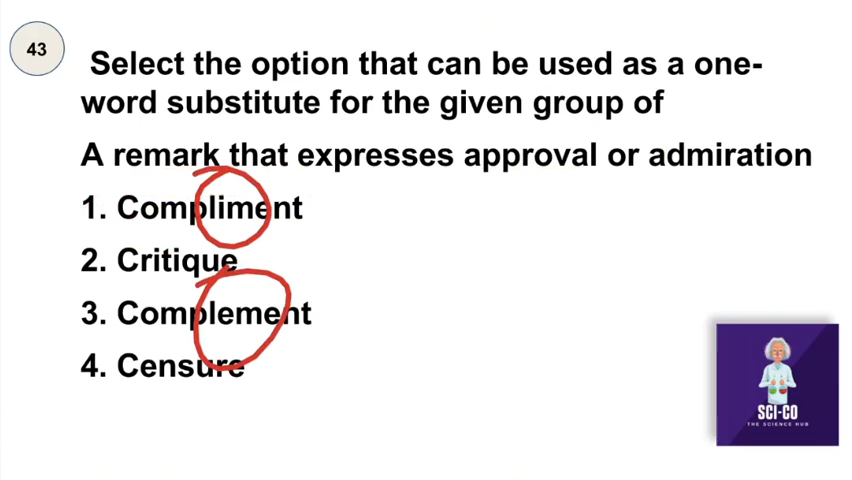 43
Select the option that can be used as a one-
word substitute for the given group of
A remark that expresses approval or admiration
1. Compliment
2. Critique
3. Complement
4. Censure
SCI-CO
THE SCIENCE HUB